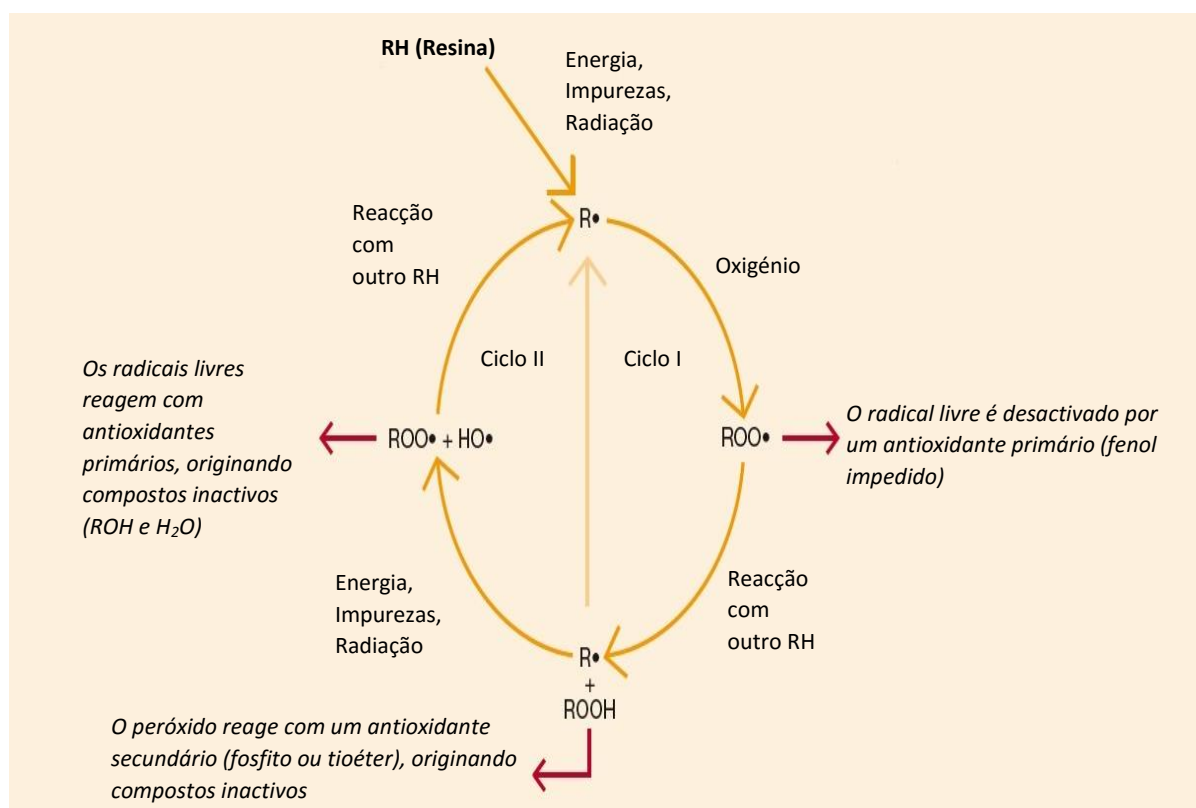 RH (Resina)
Energia,
Impurezas,
Radiação
R•
Reacção
com
outro RH
Oxigénio
Ciclo II
Ciclo I
Os radicais livres
reagem com
antioxidantes
primários, originando
compostos inactivos
(ROH e H₂O)
ROO• + HO•
ROO•
O radical livre é desactivado por
um antioxidante primário (fenol
impedido)
Energia,
Impurezas,
Radiação
Reacção
com
outro RH
R•
+
ROOH
O peróxido reage com um antioxidante
secundário (fosfito ou tioéter), originando
compostos inactivos